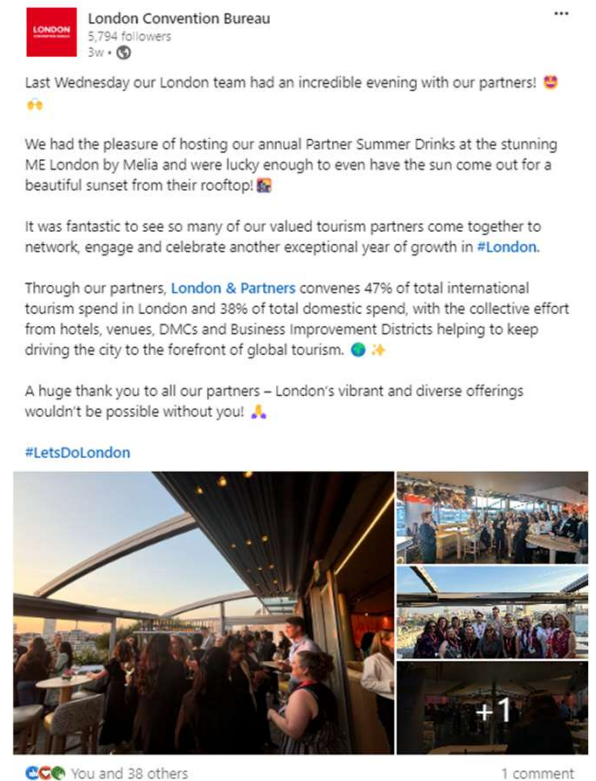 LONDON
CONVENTION BUREAU
London Convention Bureau
5,794 followers
3w •
Last Wednesday our London team had an incredible evening with our partners! 🤩
🙌
We had the pleasure of hosting our annual Partner Summer Drinks at the stunning
ME London by Melia and were lucky enough to even have the sun come out for a
beautiful sunset from their rooftop! 🌇
It was fantastic to see so many of our valued tourism partners come together to
network, engage and celebrate another exceptional year of growth in #London.
Through our partners, London & Partners convenes 47% of total international
tourism spend in London and 38% of total domestic spend, with the collective effort
from hotels, venues, DMCs and Business Improvement Districts helping to keep
driving the city to the forefront of global tourism. 🌍 ✨
A huge thank you to all our partners – London's vibrant and diverse offerings
wouldn't be possible without you! 🙏
#LetsDoLondon
+1
You and 38 others
1 comment